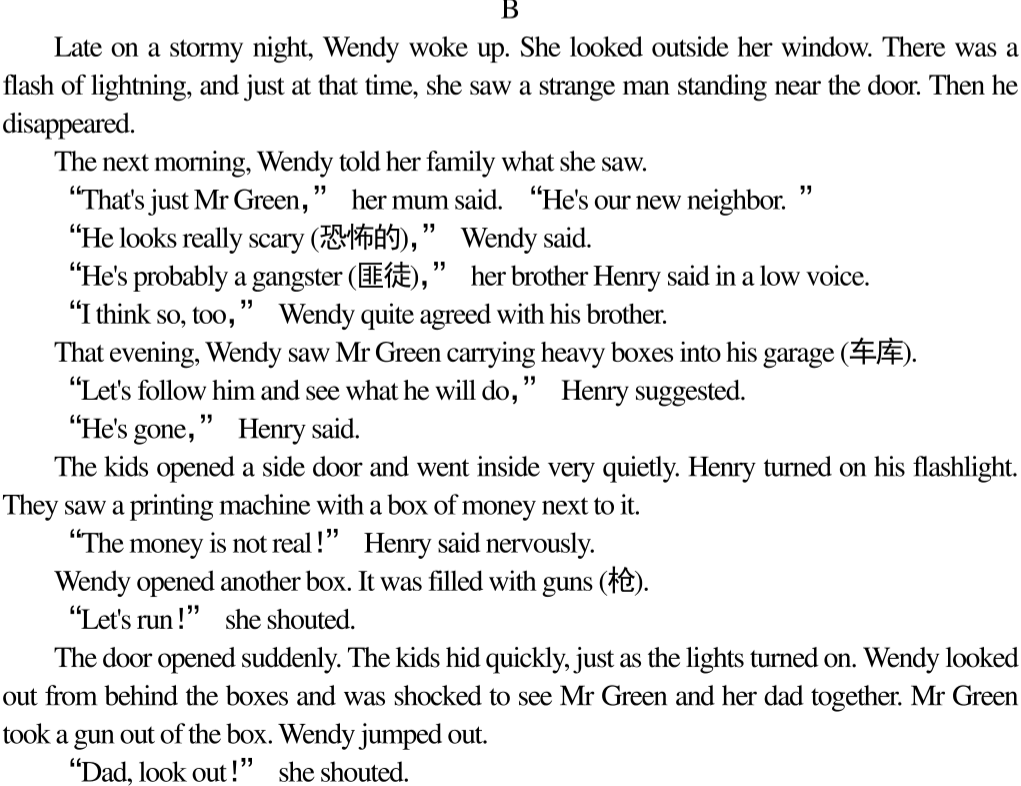 B
Late on a stormy night, Wendy woke up. She looked outside her window. There was a
flash of lightning, and just at that time, she saw a strange man standing near the door. Then he
disappeared.
The next morning, Wendy told her family what she saw.
“That's just Mr Green,” her mum said. “He's our new neighbor. ”
“He looks really scary (恐怖的),” Wendy said.
“He's probably a gangster (匪徒),” her brother Henry said in a low voice.
“I think so, too,” Wendy quite agreed with his brother.
That evening, Wendy saw Mr Green carrying heavy boxes into his garage (车库).
“Let's follow him and see what he will do,” Henry suggested.
“He's gone,” Henry said.
The kids opened a side door and went inside very quietly. Henry turned on his flashlight.
They saw a printing machine with a box of money next to it.
“The money is not real!” Henry said nervously.
Wendy opened another box. It was filled with guns (枪).
“Let's run!” she shouted.
The door opened suddenly. The kids hid quickly, just as the lights turned on. Wendy looked
out from behind the boxes and was shocked to see Mr Green and her dad together. Mr Green
took a gun out of the box. Wendy jumped out.
“Dad, look out!” she shouted.